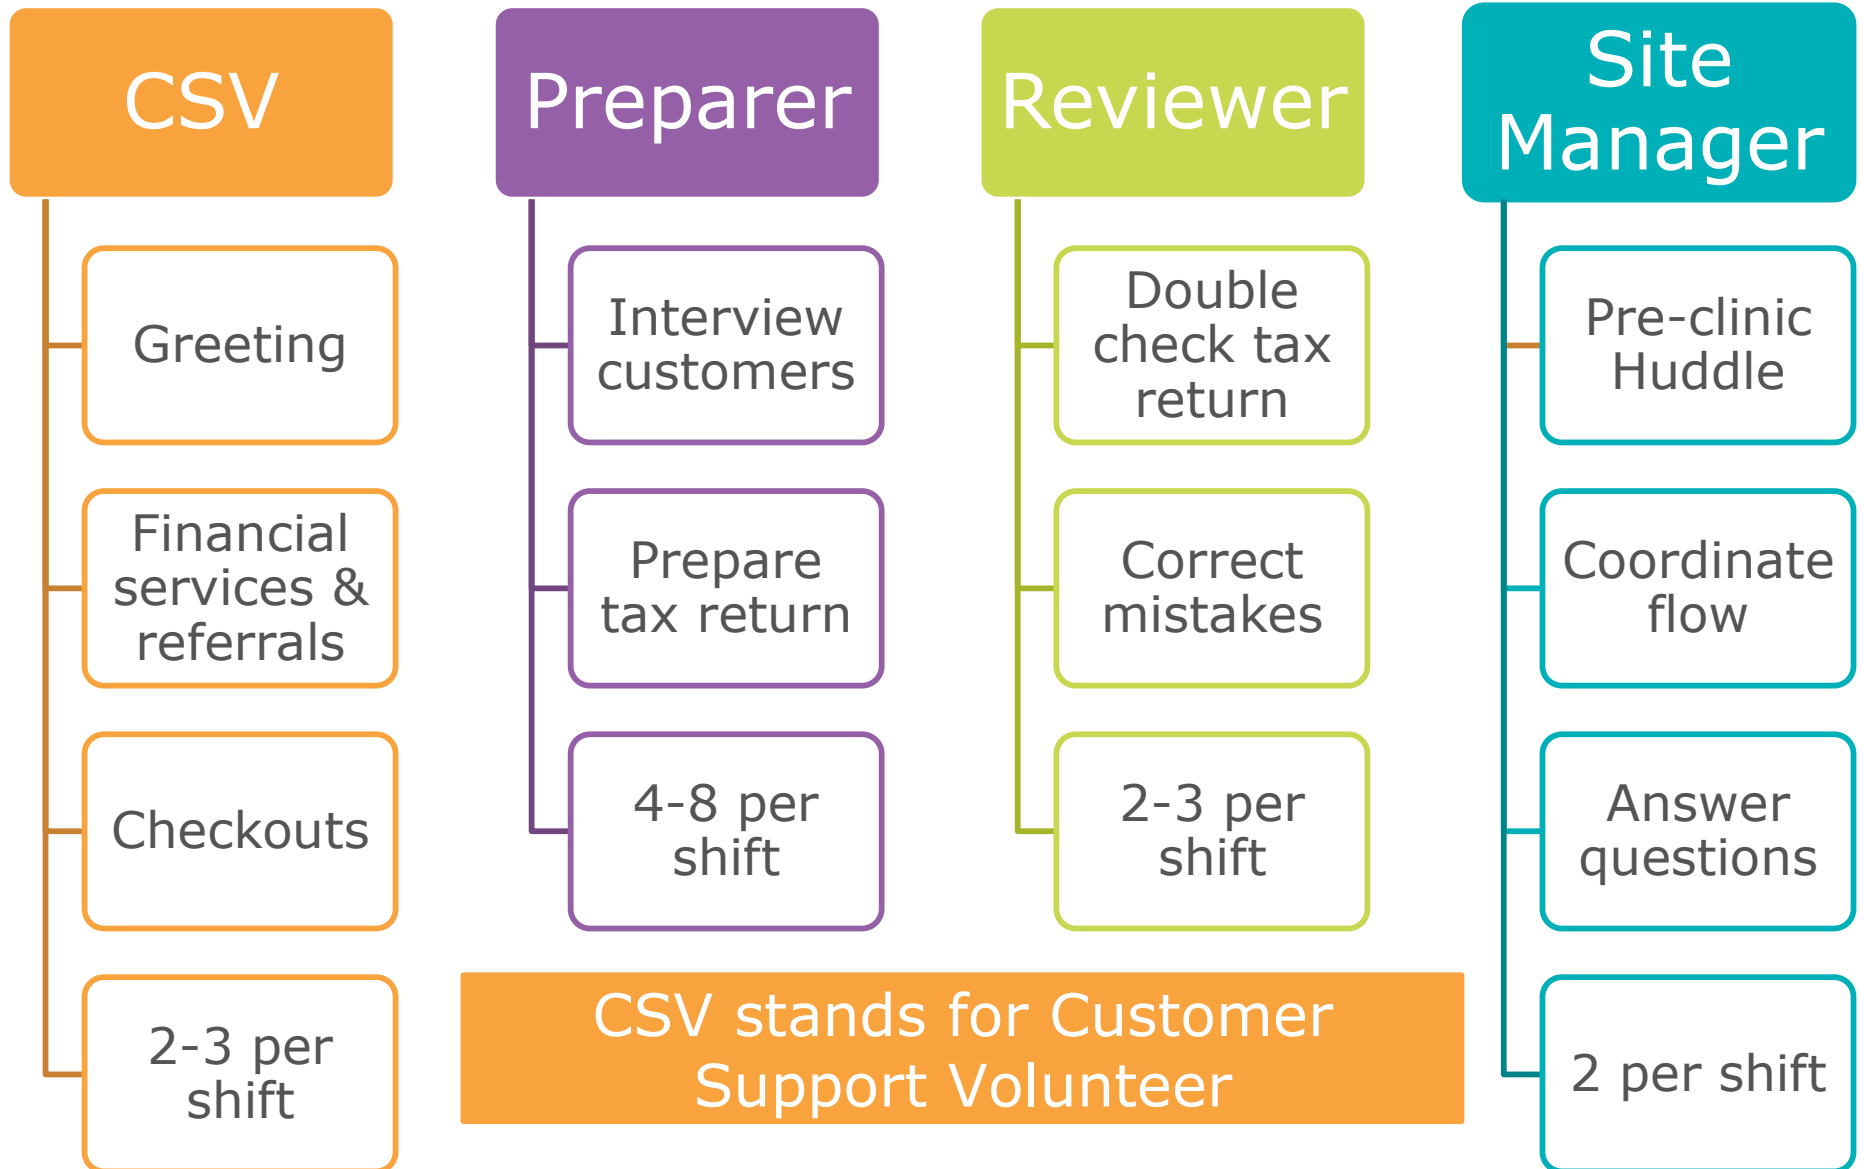 CSV
Greeting
Financial
services &
referrals
Checkouts
2-3 per
shift
Preparer
Interview
customers
Prepare
tax return
4-8 per
shift
Reviewer
Double
check tax
return
Correct
mistakes
2-3 per
shift
Site
Manager
Pre-clinic
Huddle
Coordinate
flow
Answer
questions
2 per shift
CSV stands for Customer
Support Volunteer